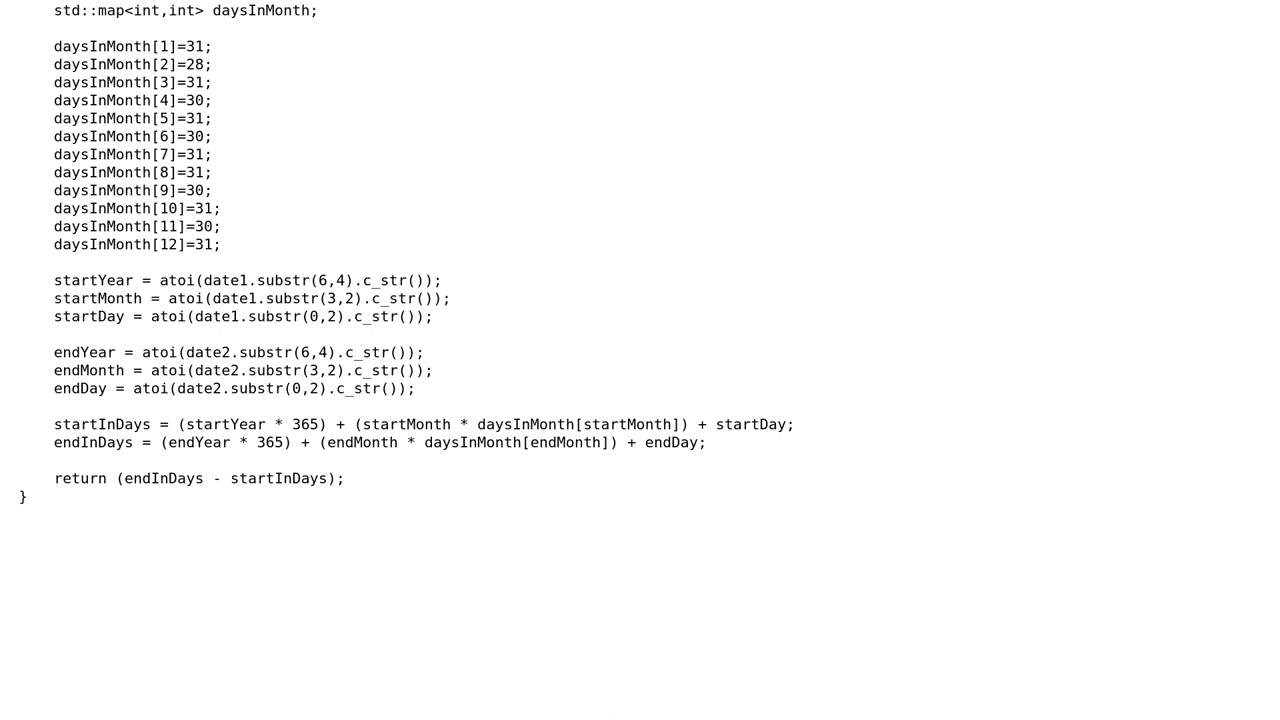 std::map<int,int> daysInMonth;
daysInMonth[1]=31;
daysInMonth[2]=28;
daysInMonth[3]=31;
daysInMonth[4]=30;
daysInMonth[5]=31;
daysInMonth[6]=30;
daysInMonth[7]=31;
daysInMonth[8]=31;
daysInMonth[9]=30;
daysInMonth[10]=31;
daysInMonth[11]=30;
daysInMonth[12]=31;
startYear = atoi(date1.substr(6,4).c_str());
startMonth = atoi(date1.substr(3,2).c_str());
startDay = atoi(date1.substr(0,2).c_str());
endYear = atoi(date2.substr(6,4).c_str());
endMonth = atoi(date2.substr(3,2).c_str());
endDay = atoi(date2.substr(0,2).c_str());
startInDays = (startYear * 365) + (startMonth * daysInMonth[startMonth]) + startDay;
endInDays = (endYear * 365) + (endMonth * daysInMonth[endMonth]) + endDay;
return (endInDays - startInDays);
}